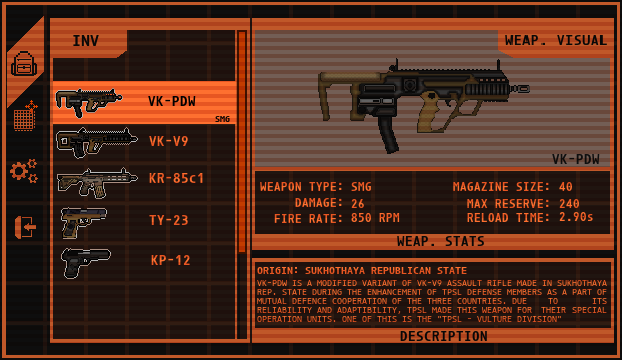 INV
WEAP. VISUAL
VK-PDW
SMG
VK-V9
KR-85c1
TY-23
KP-12
VK-PDW
WEAPON TYPE: SMG
DAMAGE: 26
FIRE RATE: 850 RPM
MAGAZINE SIZE: 40
MAX RESERVE: 240
RELOAD TIME: 2.90s
WEAP. STATS
ORIGIN: SUKHOTHAYA REPUBLICAN STATE
VK-PDW IS A MODIFIED VARIANT OF VK-V9 ASSAULT RIFLE MADE IN SUKHOTHAYA
REP. STATE DURING THE ENHANCEMENT OF TPSL DEFENSE MEMBERS AS A PART OF
MUTUAL DEFENCE COOPERATION OF THE THREE COUNTRIES. DUE TO ITS
RELIABILITY AND ADAPTIBILITY, TPSL MADE THIS WEAPON FOR THEIR SPECIAL
OPERATION UNITS. ONE OF THIS IS THE "TPSL - VULTURE DIVISION"
DESCRIPTION